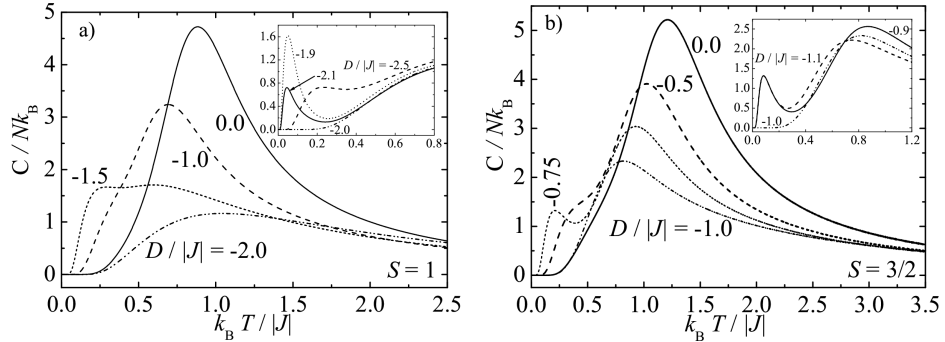 a)
C / Nk_B
5
4
3
2
1
0
0.0
-1.0
-1.5
D / |J| = -2.0
S = 1
0.0 0.5 1.0 1.5 2.0 2.5
k_B T / |J|
1.6
1.2
0.8
0.4
0.0
-1.9
D / |J| = -2.5
-2.1
-2.0
0.0 0.2 0.4 0.6 0.8
b)
C / Nk_B
5
4
3
2
1
0
0.0
-0.5
-0.75
D / |J| = -1.0
S = 3/2
0.0 0.5 1.0 1.5 2.0 2.5 3.0 3.5
k_B T / |J|
2.5
2.0
1.5
1.0
0.5
0.0
-0.9
D / |J| = -1.1
-1.0
0.0 0.4 0.8 1.2